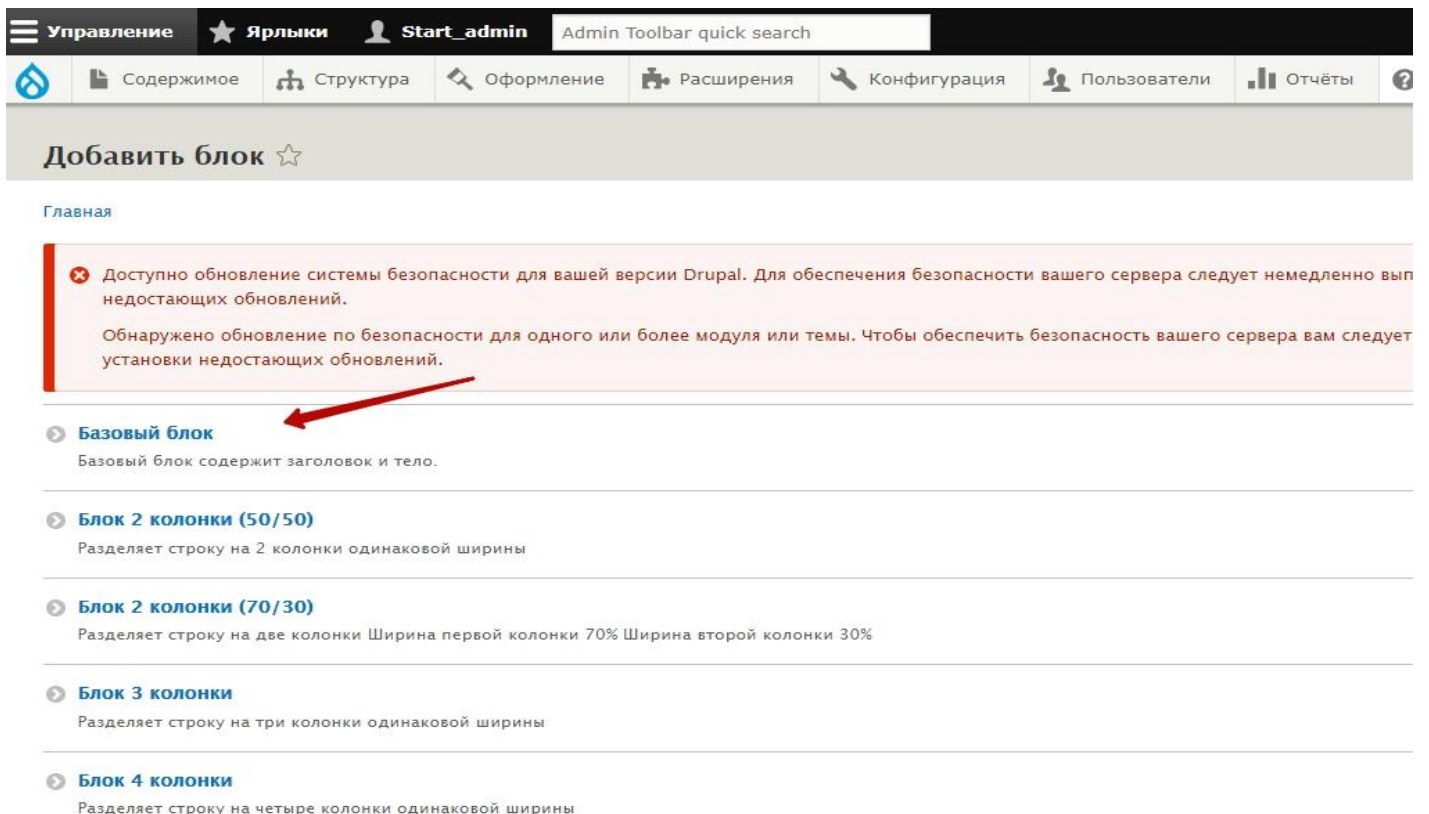 Управление Ярлыки Start_admin Admin Toolbar quick search
Содержимое Структура Оформление Расширения Конфигурация Пользователи Отчёты
Добавить блок
Главная
Доступно обновление системы безопасности для вашей версии Drupal. Для обеспечения безопасности вашего сервера следует немедленно вып
недостающих обновлений.
Обнаружено обновление по безопасности для одного или более модуля или темы. Чтобы обеспечить безопасность вашего сервера вам следует
установки недостающих обновлений.
Базовый блок
Базовый блок содержит заголовок и тело.
Блок 2 колонки (50/50)
Разделяет строку на 2 колонки одинаковой ширины
Блок 2 колонки (70/30)
Разделяет строку на две колонки Ширина первой колонки 70% Ширина второй колонки 30%
Блок 3 колонки
Разделяет строку на три колонки одинаковой ширины
Блок 4 колонки
Разделяет строку на четыре колонки одинаковой ширины